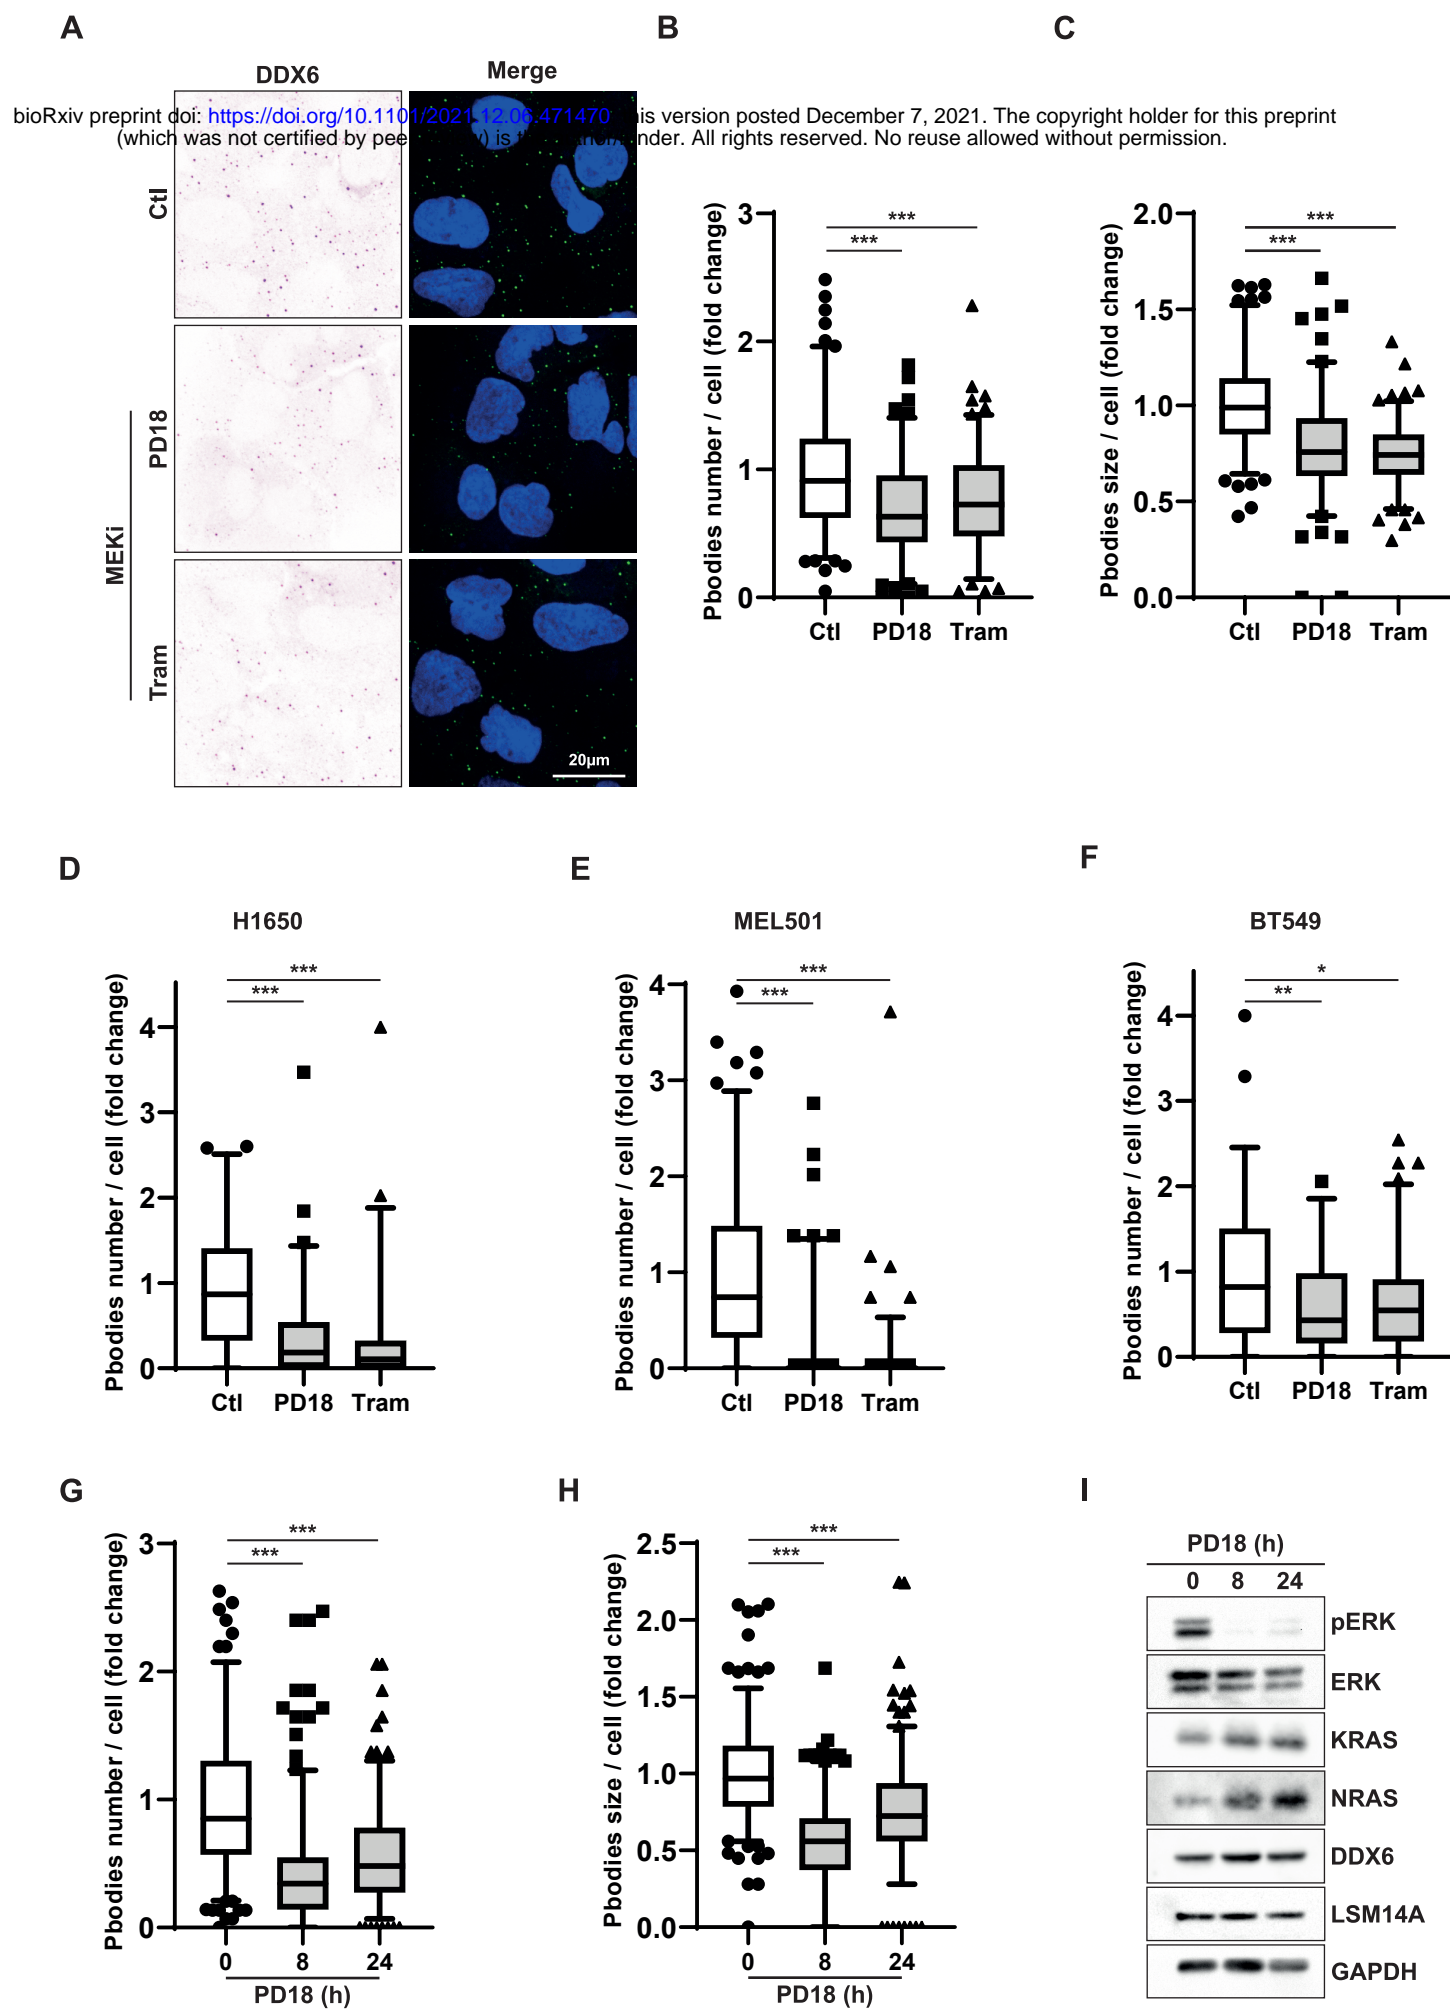 A
B
C
DDX6
Merge
bioRxiv preprint doi: https://doi.org/10.1101/2021.12.06.471470
is version posted December 7, 2021. The copyright holder for this preprint
(which was not certified by pee
) is
nder. All rights reserved. No reuse allowed without permission.
Ctl
PD18
Tram
MEKi
20µm
Pbodies number / cell (fold change)
3
2
1
0
***
***
Ctl
PD18
Tram
Pbodies size / cell (fold change)
2.0
1.5
1.0
0.5
0.0
***
***
Ctl
PD18
Tram
D
H1650
Pbodies number / cell (fold change)
4
3
2
1
0
***
***
Ctl
PD18
Tram
E
MEL501
Pbodies number / cell (fold change)
4
3
2
1
0
***
***
Ctl
PD18
Tram
F
BT549
Pbodies number / cell (fold change)
4
3
2
1
0
*
**
Ctl
PD18
Tram
G
Pbodies number / cell (fold change)
3
2
1
0
***
***
0
8
24
PD18 (h)
H
Pbodies size / cell (fold change)
2.5
2.0
1.5
1.0
0.5
0.0
***
***
0
8
24
PD18 (h)
I
PD18 (h)
0 8 24
pERK
ERK
KRAS
NRAS
DDX6
LSM14A
GAPDH